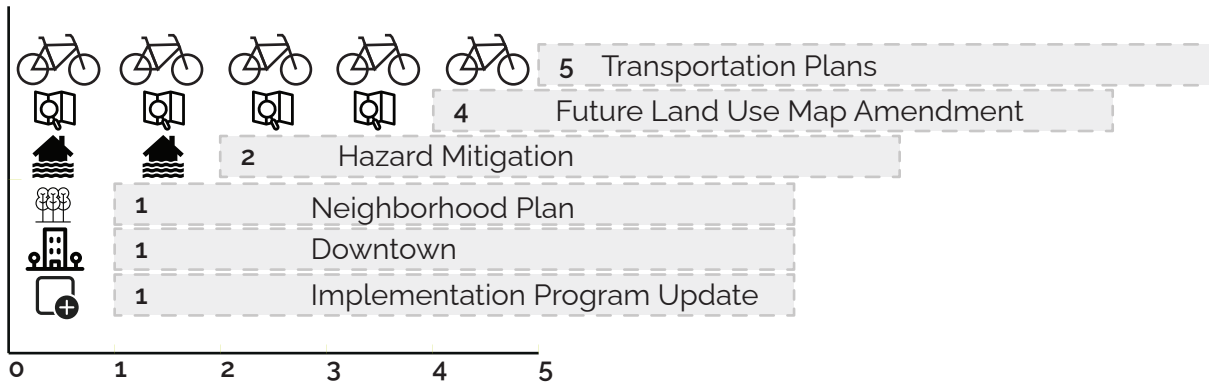 5 Transportation Plans
4 Future Land Use Map Amendment
2 Hazard Mitigation
1 Neighborhood Plan
1 Downtown
1 Implementation Program Update
0 1 2 3 4 5